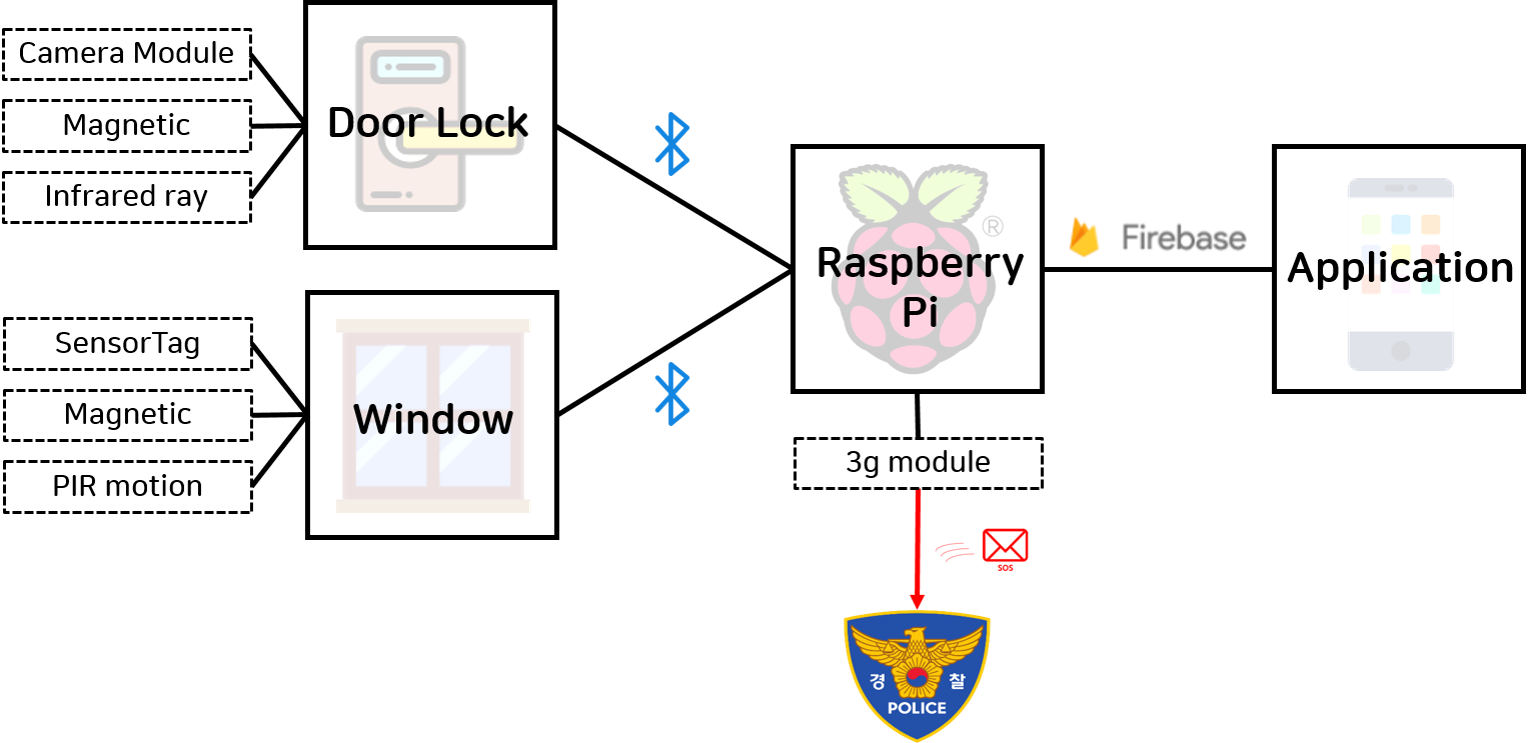 Camera Module
Magnetic
Infrared ray
Door Lock
SensorTag
Magnetic
PIR motion
Window
®
Raspberry
Pi
Firebase
Application
3g module
SOS
경 찰
POLICE